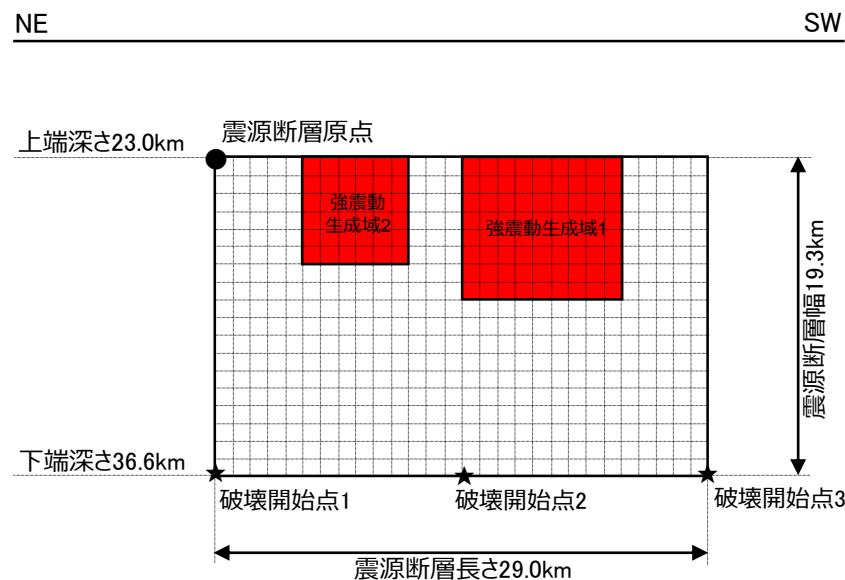 NE
SW
上端深さ23.0km
震源断層原点
強震動
生成域2
強震動生成域1
震源断層幅19.3km
下端深さ36.6km
破壊開始点1
破壊開始点2
破壊開始点3
震源断層長さ29.0km